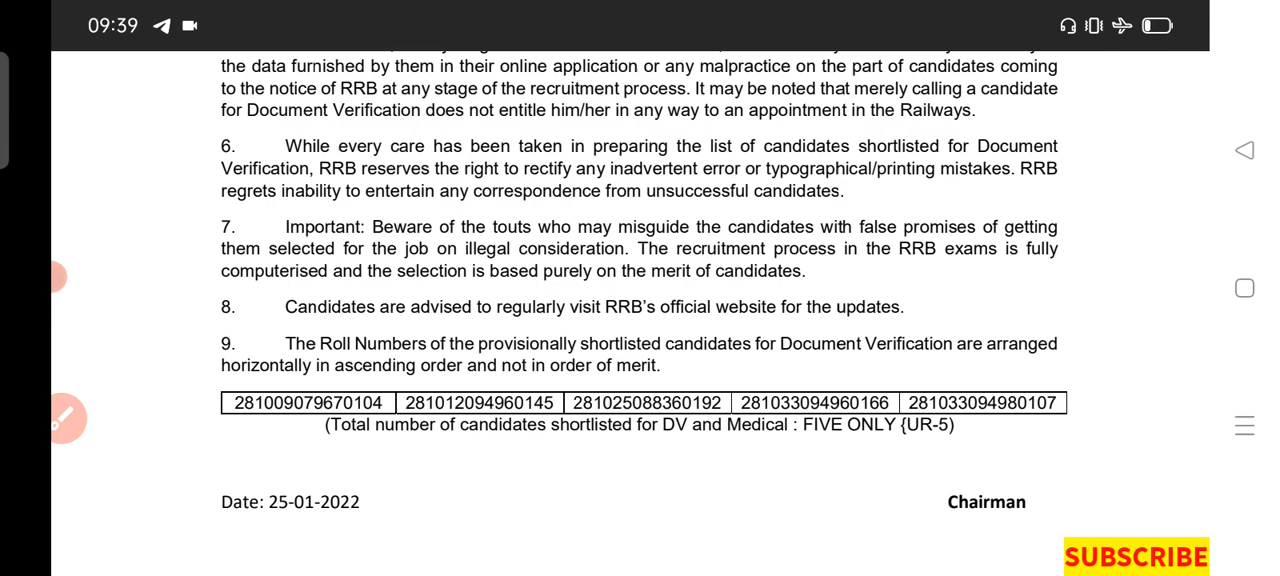 09:39
the data furnished by them in their online application or any malpractice on the part of candidates coming
to the notice of RRB at any stage of the recruitment process. It may be noted that merely calling a candidate
for Document Verification does not entitle him/her in any way to an appointment in the Railways.
6. While every care has been taken in preparing the list of candidates shortlisted for Document
Verification, RRB reserves the right to rectify any inadvertent error or typographical/printing mistakes. RRB
regrets inability to entertain any correspondence from unsuccessful candidates.
7. Important: Beware of the touts who may misguide the candidates with false promises of getting
them selected for the job on illegal consideration. The recruitment process in the RRB exams is fully
computerised and the selection is based purely on the merit of candidates.
8. Candidates are advised to regularly visit RRB’s official website for the updates.
9. The Roll Numbers of the provisionally shortlisted candidates for Document Verification are arranged
horizontally in ascending order and not in order of merit.
281009079670104 281012094960145 281025088360192 281033094960166 281033094980107
(Total number of candidates shortlisted for DV and Medical : FIVE ONLY {UR-5)
Date: 25-01-2022 Chairman
SUBSCRIBE